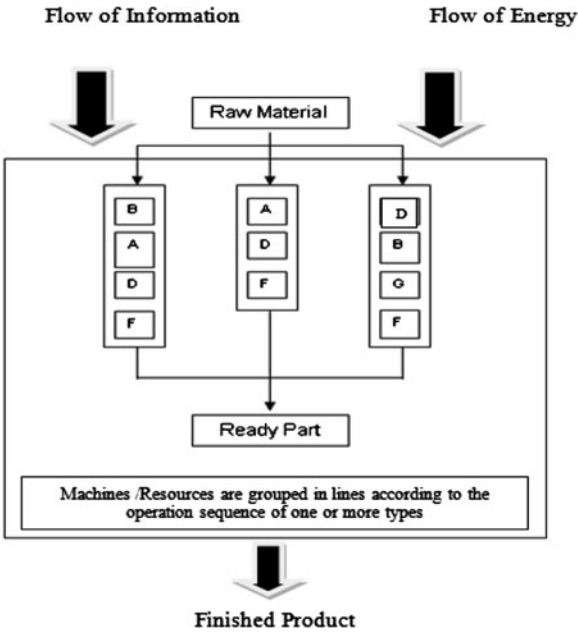 Flow of Information
Flow of Energy
Raw Material
B
A
D
F
A
D
F
D
B
G
F
Ready Part
Machines /Resources are grouped in lines according to the
operation sequence of one or more types
Finished Product